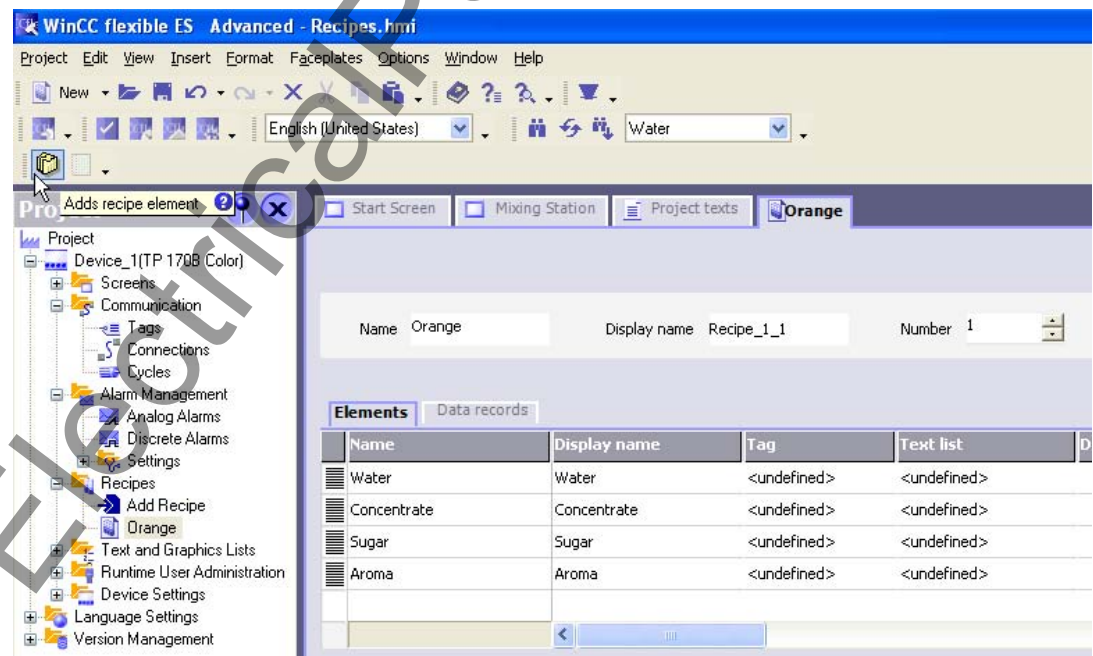 WinCC flexible ES Advanced - Recipes.hmi
Project Edit View Insert Format Faceplates Options Window Help
New
English (United States) Water
Adds recipe element
Pro
Start Screen Mixing Station Project texts Orange
Project
Device_1(TP 170B Color)
Screens
Communication
Tags
Connections
Cycles
Alarm Management
Analog Alarms
Discrete Alarms
Settings
Recipes
Add Recipe
Orange
Text and Graphics Lists
Runtime User Administration
Device Settings
Language Settings
Version Management
Name Orange Display name Recipe_1_1 Number 1
Elements Data records
Name Display name Tag Text list D
Water Water <undefined> <undefined>
Concentrate Concentrate <undefined> <undefined>
Sugar Sugar <undefined> <undefined>
Aroma Aroma <undefined> <undefined>
ElectricalP